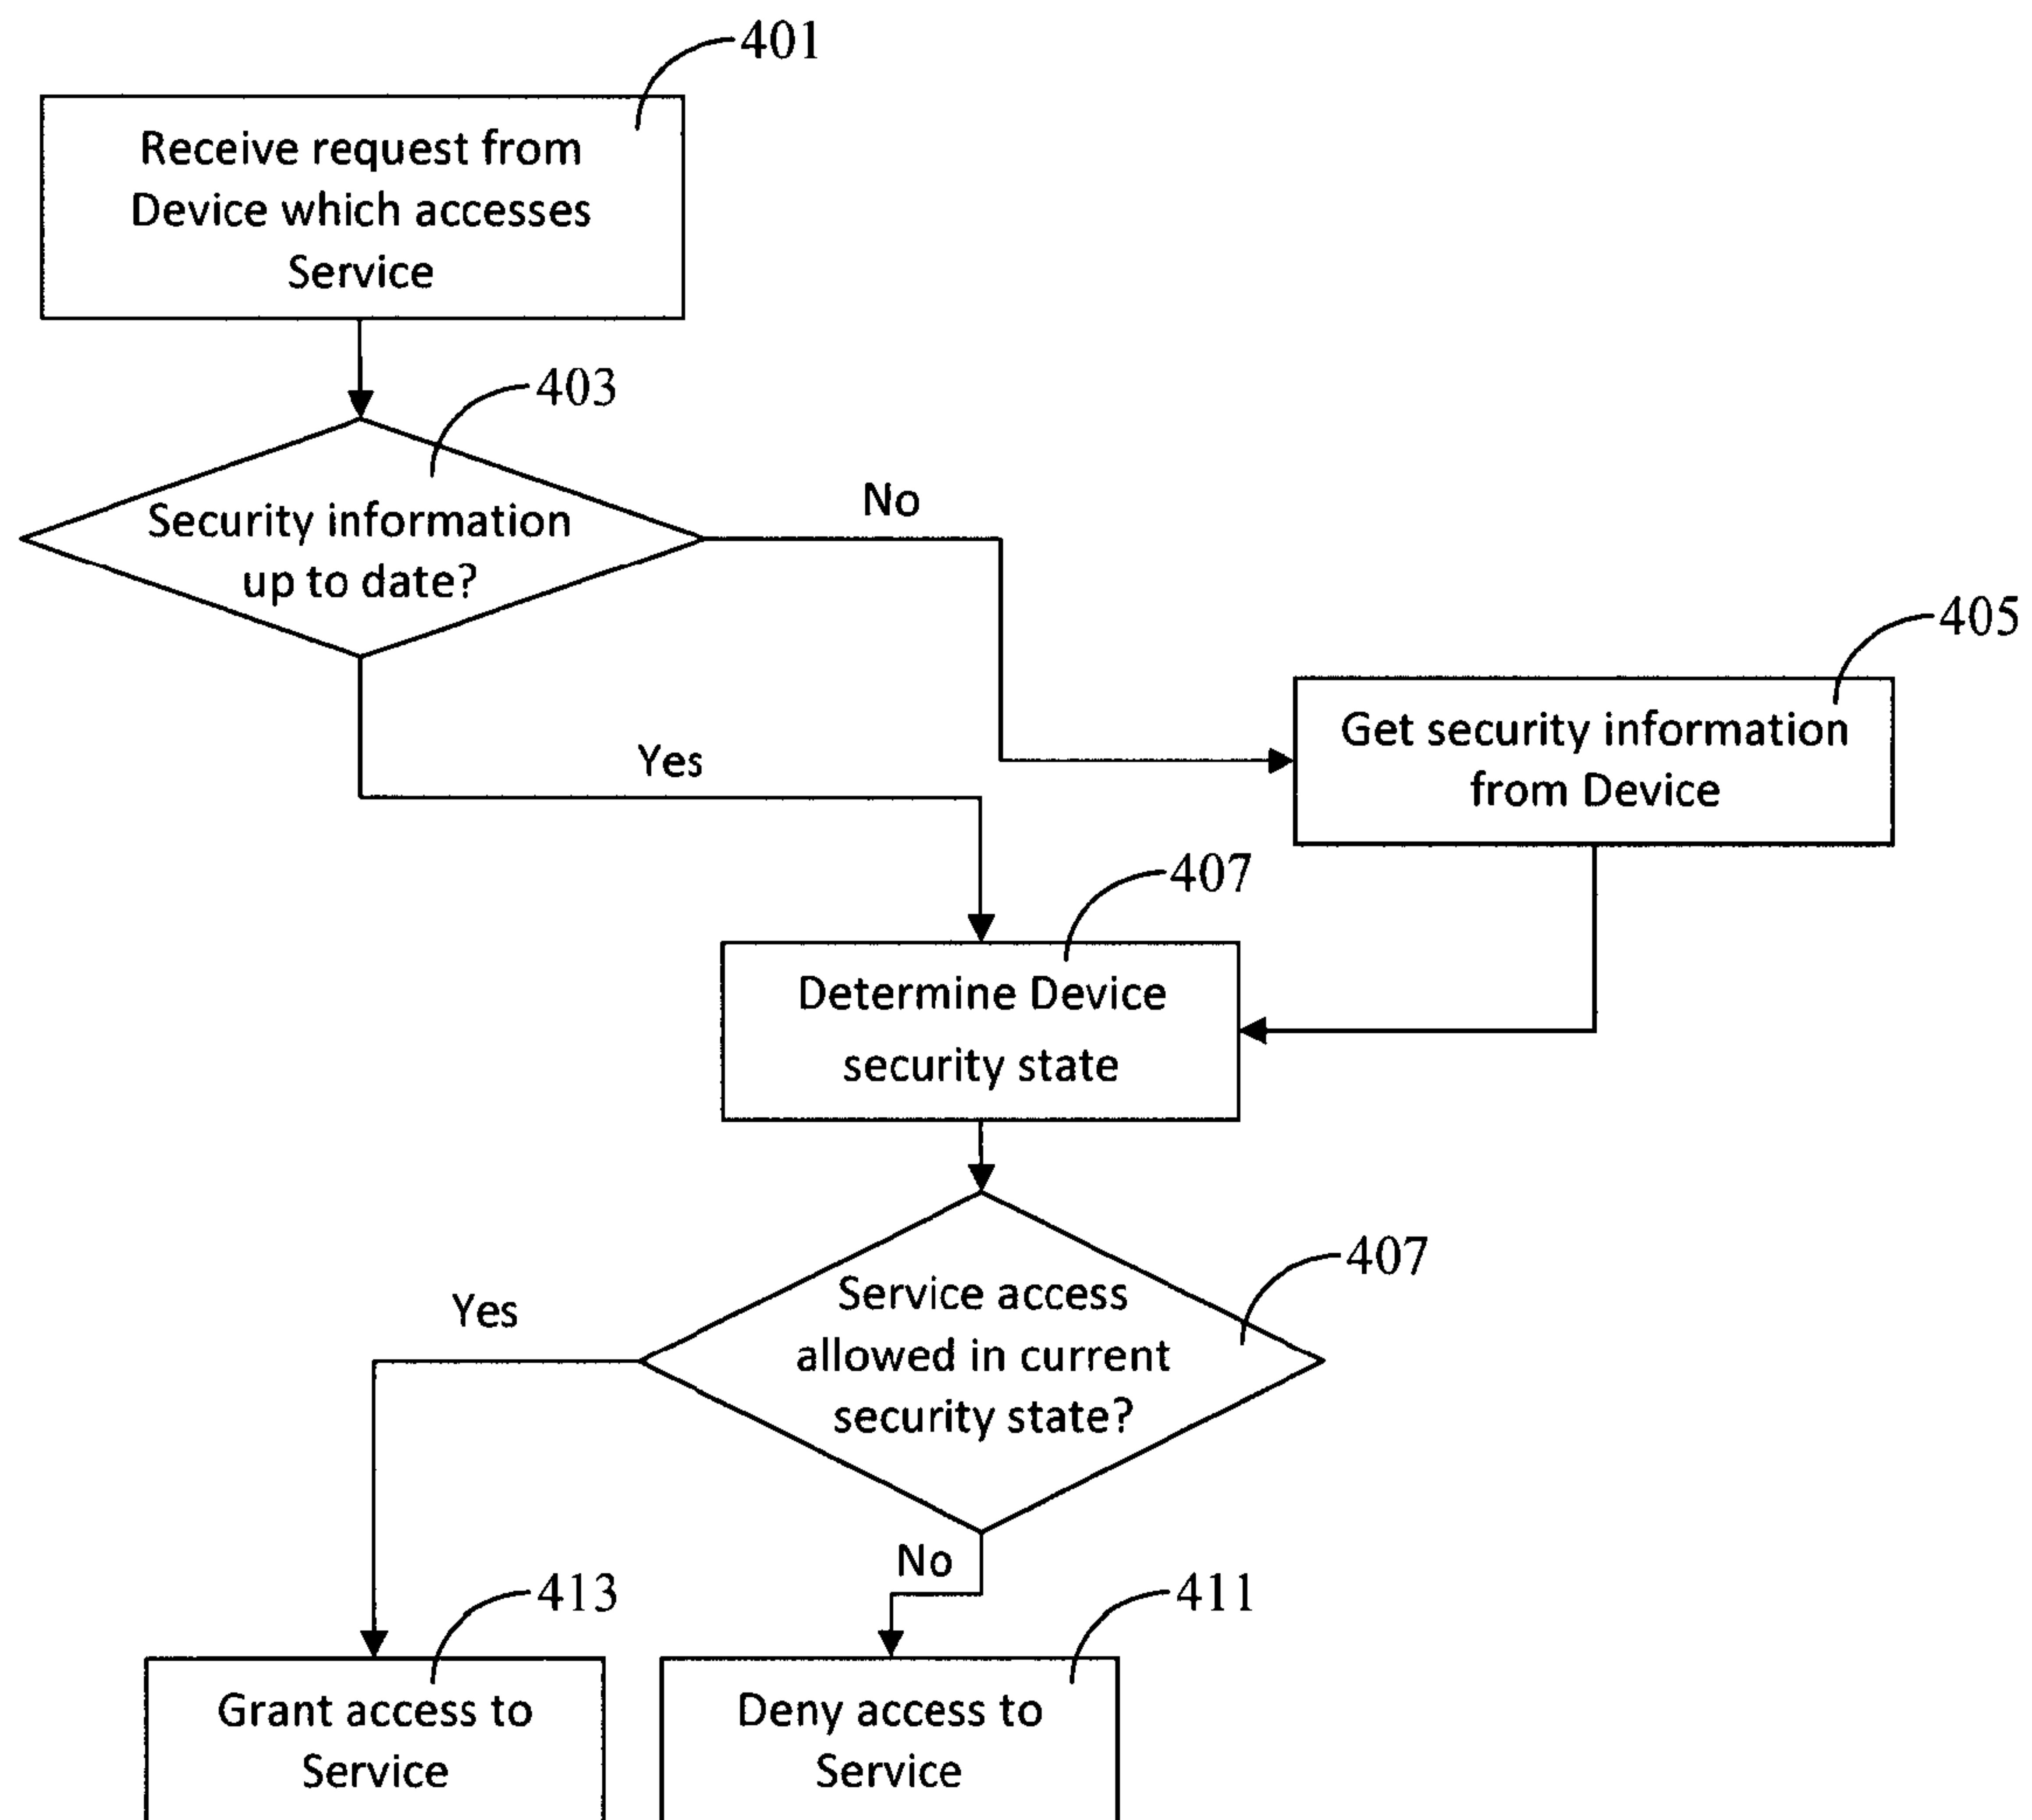 401
Receive request from
Device which accesses
Service
403
Security information
up to date?
No
405
Get security information
from Device
Yes
407
Determine Device
security state
407
Service access
allowed in current
security state?
Yes
No
413
Grant access to
Service
411
Deny access to
Service